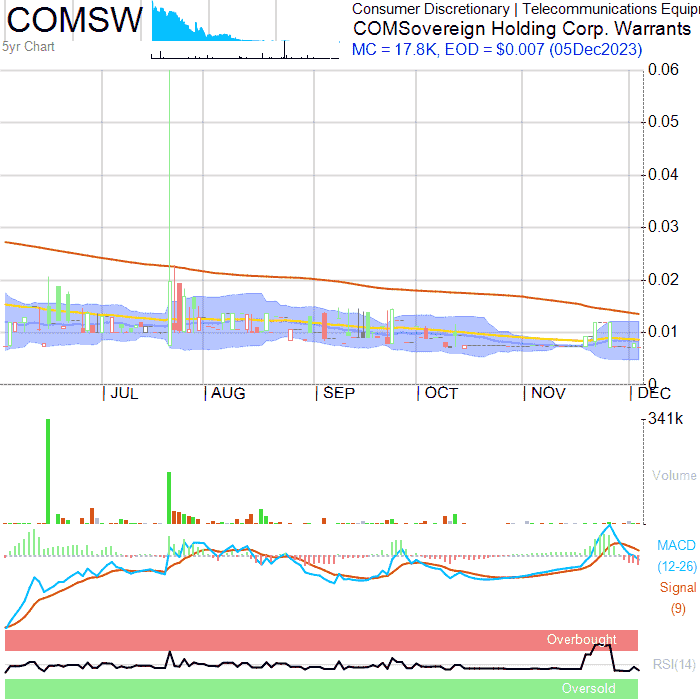 COMSW
5yr Chart
Consumer Discretionary | Telecommunications Equip
COMSovereign Holding Corp. Warrants
MC = 17.8K, EOD = $0.007 (05Dec2023)
0.06
0.05
0.04
0.03
0.02
0.01
0
JUL
AUG
SEP
OCT
NOV
DEC
341k
Volume
MACD
(12-26)
Signal
(9)
Overbought
RSI(14)
Oversold